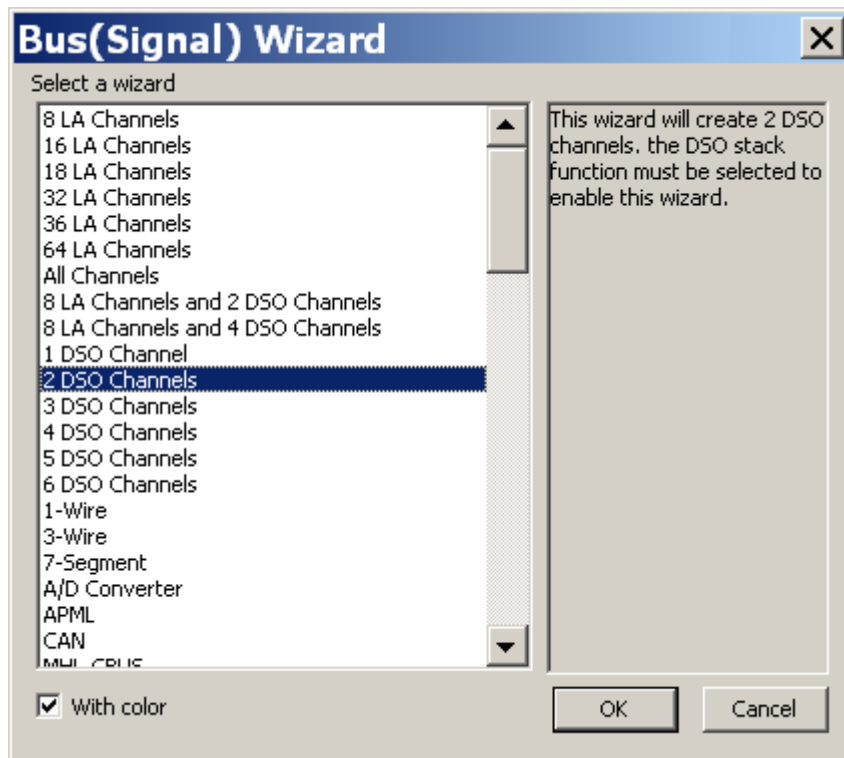 Bus(Signal) Wizard
Select a wizard
8 LA Channels
16 LA Channels
18 LA Channels
32 LA Channels
36 LA Channels
64 LA Channels
All Channels
8 LA Channels and 2 DSO Channels
8 LA Channels and 4 DSO Channels
1 DSO Channel
2 DSO Channels
3 DSO Channels
4 DSO Channels
5 DSO Channels
6 DSO Channels
1-Wire
3-Wire
7-Segment
A/D Converter
APML
CAN
MHL CBUS
This wizard will create 2 DSO
channels. the DSO stack
function must be selected to
enable this wizard.
With color
OK
Cancel